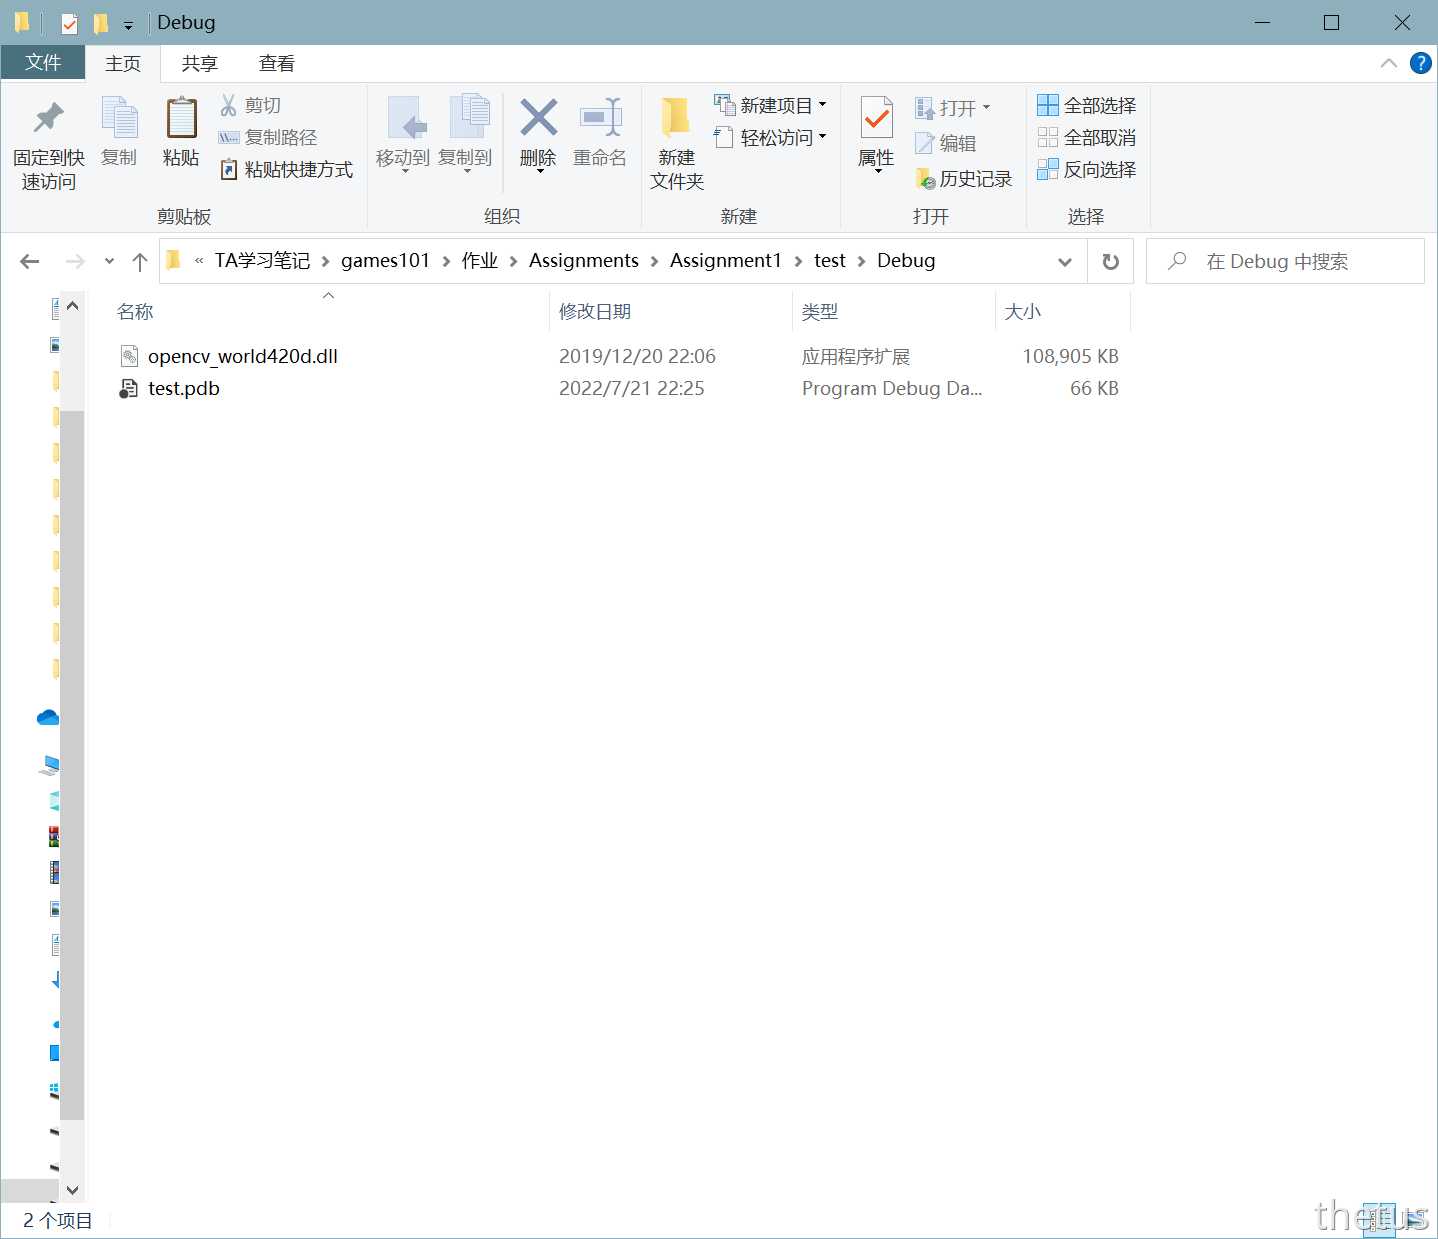 Debug
文件 主页 共享 查看
固定到快速访问 复制 粘贴 剪切 复制路径 粘贴快捷方式 移动到 复制到 删除 重命名 新建文件夹 新建项目 轻松访问 属性 打开 编辑 历史记录 全部选择 全部取消 反向选择
剪贴板 组织 新建 打开 选择
« TA学习笔记 games101 作业 Assignments Assignment1 test Debug 在 Debug 中搜索
名称 修改日期 类型 大小
opencv_world420d.dll 2019/12/20 22:06 应用程序扩展 108,905 KB
test.pdb 2022/7/21 22:25 Program Debug Da... 66 KB
2 个项目
thetus